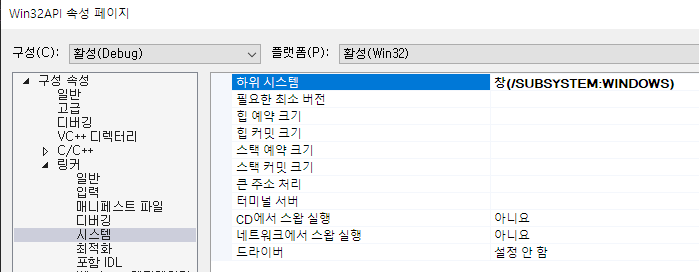 Win32API 속성 페이지
구성(C): 활성(Debug) 플랫폼(P): 활성(Win32)
구성 속성
일반
고급
디버깅
VC++ 디렉터리
C/C++
링커
일반
입력
매니페스트 파일
디버깅
시스템
최적화
포함 IDL
하위 시스템 창(/SUBSYSTEM:WINDOWS)
필요한 최소 버전
힙 예약 크기
힙 커밋 크기
스택 예약 크기
스택 커밋 크기
큰 주소 처리
터미널 서버
CD에서 스왑 실행 아니요
네트워크에서 스왑 실행 아니요
드라이버 설정 안 함